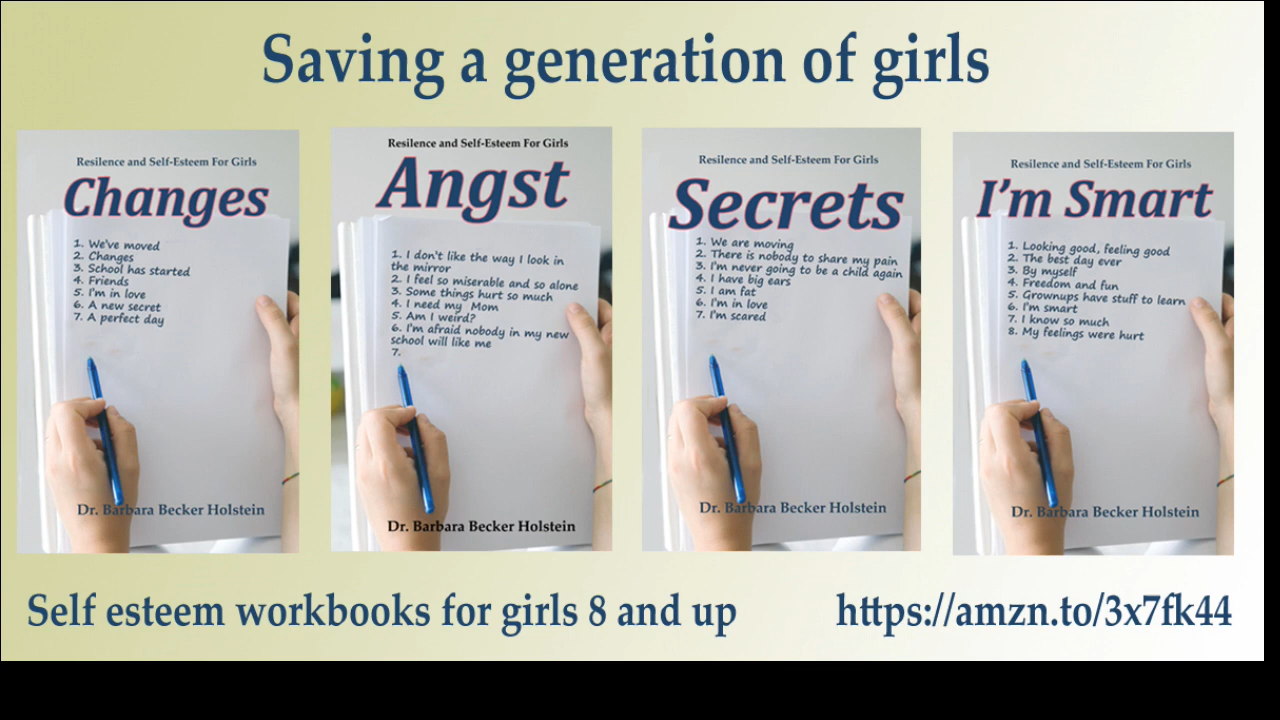 Saving a generation of girls
Resilence and Self-Esteem For Girls
Changes
1. We've moved
2. Changes
3. School has started
4. Friends
5. I'm in love
6. A new secret
7. A perfect day
Dr. Barbara Becker Holstein
Resilence and Self-Esteem For Girls
Angst
1. I don't like the way I look in
the mirror
2. I feel so miserable and so alone
3. Some things hurt so much
4. I need my Mom
5. Am I weird?
6. I'm afraid nobody in my new
school will like me
7.
Dr. Barbara Becker Holstein
Resilence and Self-Esteem For Girls
Secrets
1. We are moving
2. There is nobody to share my pain
3. I'm never going to be a child again
4. I have big ears
5. I am fat
6. I'm in love
7. I'm scared
Dr. Barbara Becker Holstein
Resilence and Self-Esteem For Girls
I'm Smart
1. Looking good, feeling good
2. The best day ever
3. By myself
4. Freedom and fun
5. Grownups have stuff to learn
6. I'm smart
7. I know so much
8. My feelings were hurt
Dr. Barbara Becker Holstein
Self esteem workbooks for girls 8 and up
https://amzn.to/3x7fk44